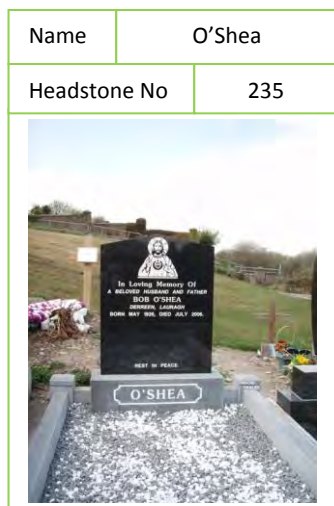 Name O’Shea
Headstone No 235
In Loving Memory Of
A BELOVED HUSBAND AND FATHER
BOB O'SHEA
DERREEN, LAURAGH
BORN MAY DIED JULY 2006.
REST IN PEACE
O'SHEA